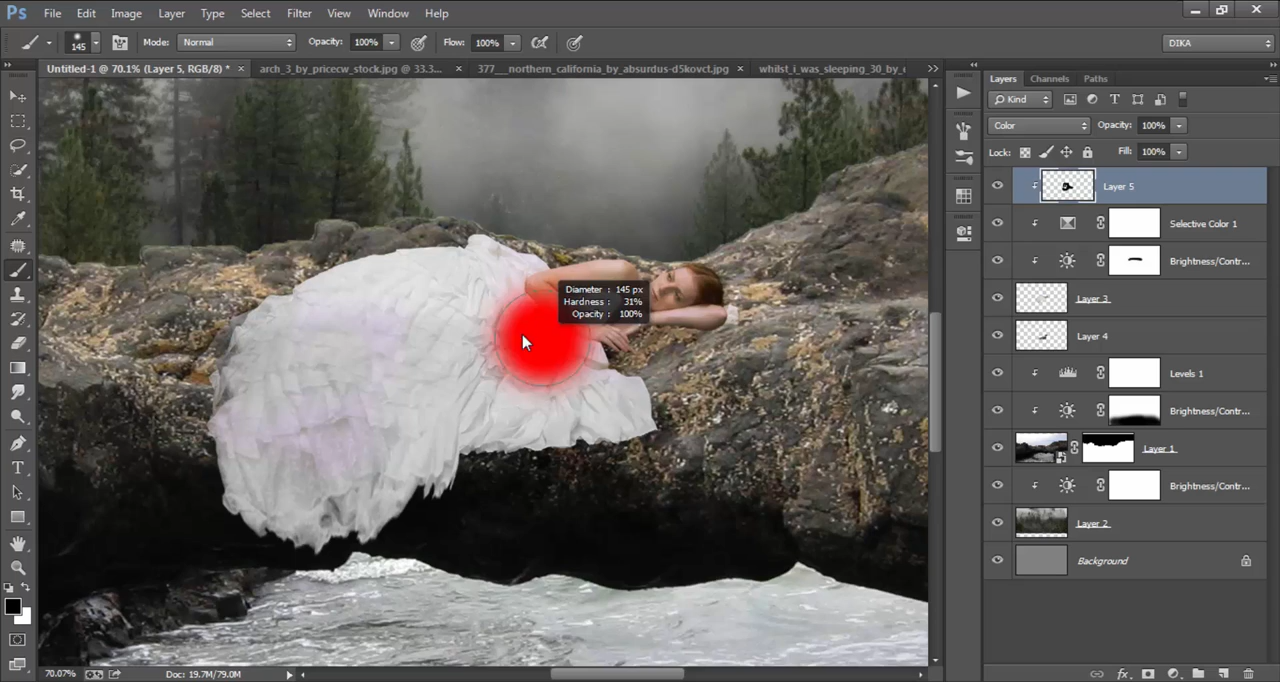 Ps File Edit Image Layer Type Select Filter View Window Help
145 Mode: Normal Opacity: 100% Flow: 100% DIKA
Untitled-1 @ 70.1% (Layer 5, RGB/8) * × arch_3_by_pricecw_stock.jpg @ 33.3... × 377__northern_california_by_absurdus-d5kovct.jpg × whilst_i_was_sleeping_30_by_
Layers Channels Paths
Kind
Color Opacity: 100%
Lock: Fill: 100%
Layer 5
Selective Color 1
Brightness/Contr...
Layer 3
Layer 4
Levels 1
Brightness/Contr...
Layer 1
Brightness/Contr...
Layer 2
Background
Diameter : 145 px
Hardness : 31%
Opacity : 100%
70.07% Doc: 19.7M/79.0M